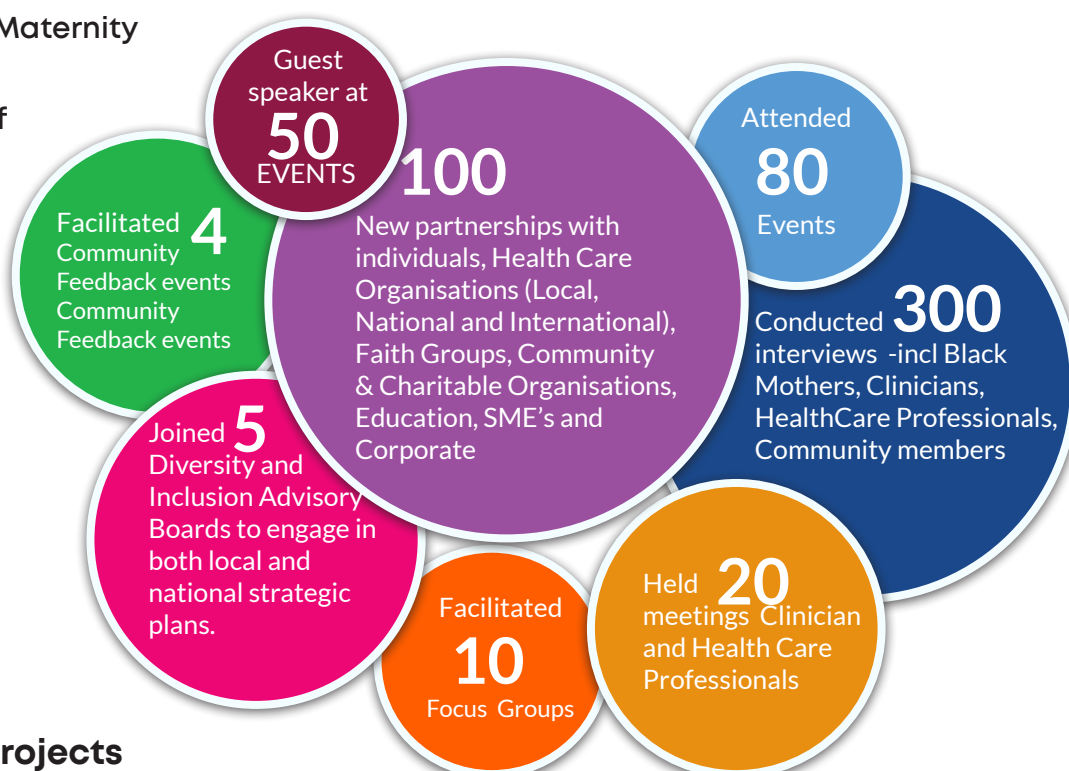 Maternity
f
Guest
speaker at
50
EVENTS
100
New partnerships with
individuals, Health Care
Organisations (Local,
National and International),
Faith Groups, Community
& Charitable Organisations,
Education, SME’s and
Corporate
Attended
80
Events
Facilitated 4
Community
Feedback events
Community
Feedback events
Conducted 300
interviews -incl Black
Mothers, Clinicians,
HealthCare Professionals,
Community members
Joined 5
Diversity and
Inclusion Advisory
Boards to engage in
both local and
national strategic
plans.
Facilitated
10
Focus Groups
Held 20
meetings Clinician
and Health Care
Professionals
rojects